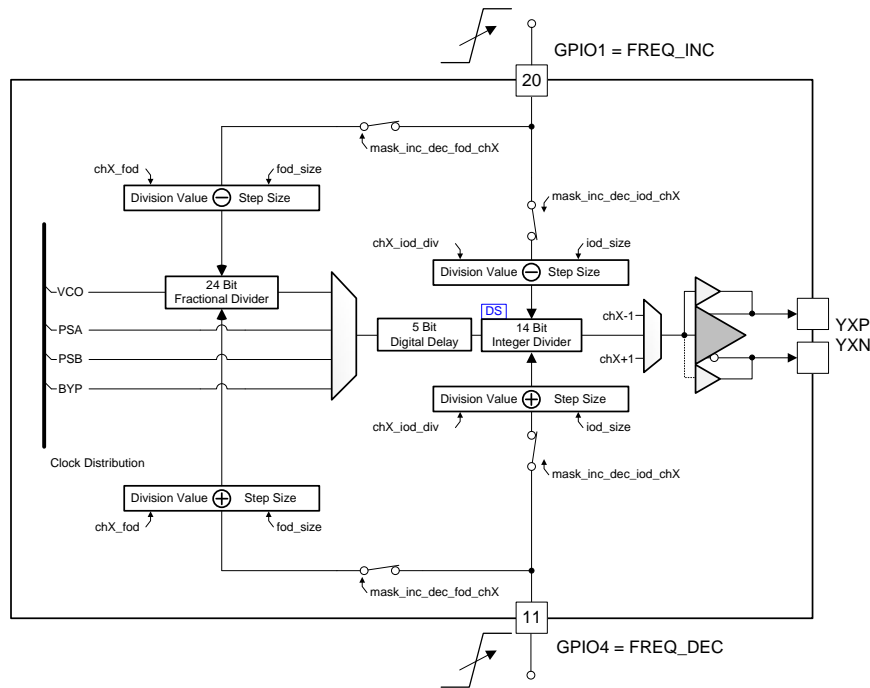 GPIO1 = FREQ_INC
20
mask_inc_dec_fod_chX
chX_fod
fod_size
Division Value
Step Size
mask_inc_dec_iod_chX
chX_iod_div
iod_size
Division Value
Step Size
24 Bit
Fractional Divider
VCO
PSA
PSB
BYP
5 Bit
Digital Delay
DS
14 Bit
Integer Divider
chX-1
chX+1
YXP
YXN
Division Value
Step Size
chX_iod_div
iod_size
mask_inc_dec_iod_chX
Clock Distribution
Division Value
Step Size
chX_fod
fod_size
mask_inc_dec_fod_chX
11
GPIO4 = FREQ_DEC